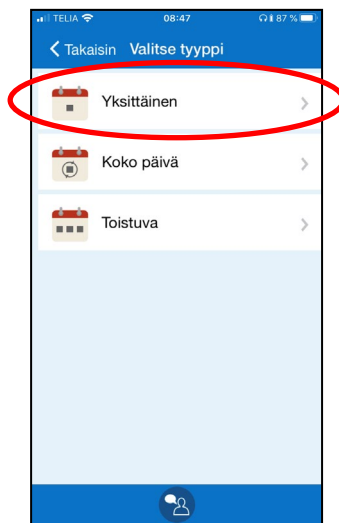 TELIA 08:47 87 %
Takaisin Valitse tyyppi
Yksittäinen
Koko päivä
Toistuva